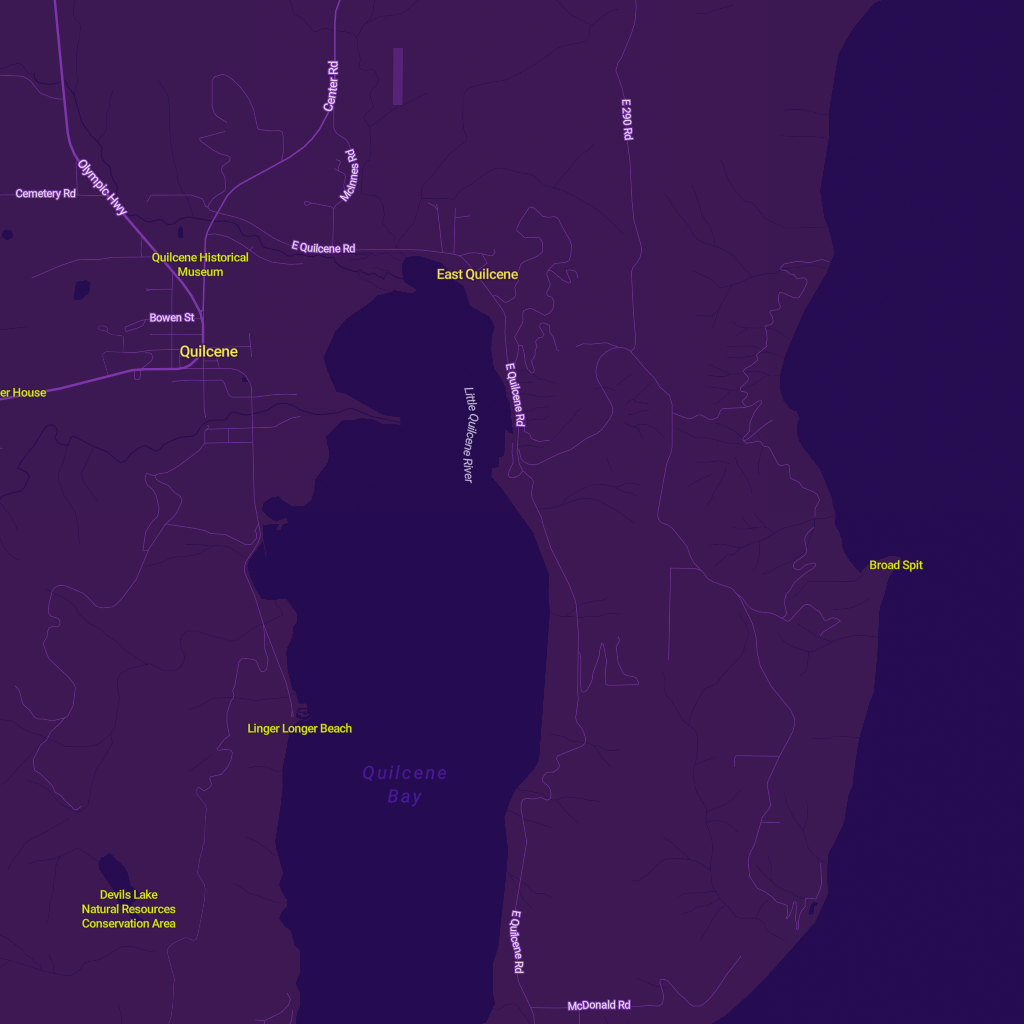 Center Rd
E 290 Rd
McInnes Rd
Olympic Hwy
Cemetery Rd
E Quilcene Rd
Quilcene Historical
Museum
East Quilcene
Bowen St
Quilcene
er House
E Quilcene Rd
Little Quilcene River
Broad Spit
Linger Longer Beach
Quilcene
Bay
Devils Lake
Natural Resources
Conservation Area
E Quilcene Rd
McDonald Rd